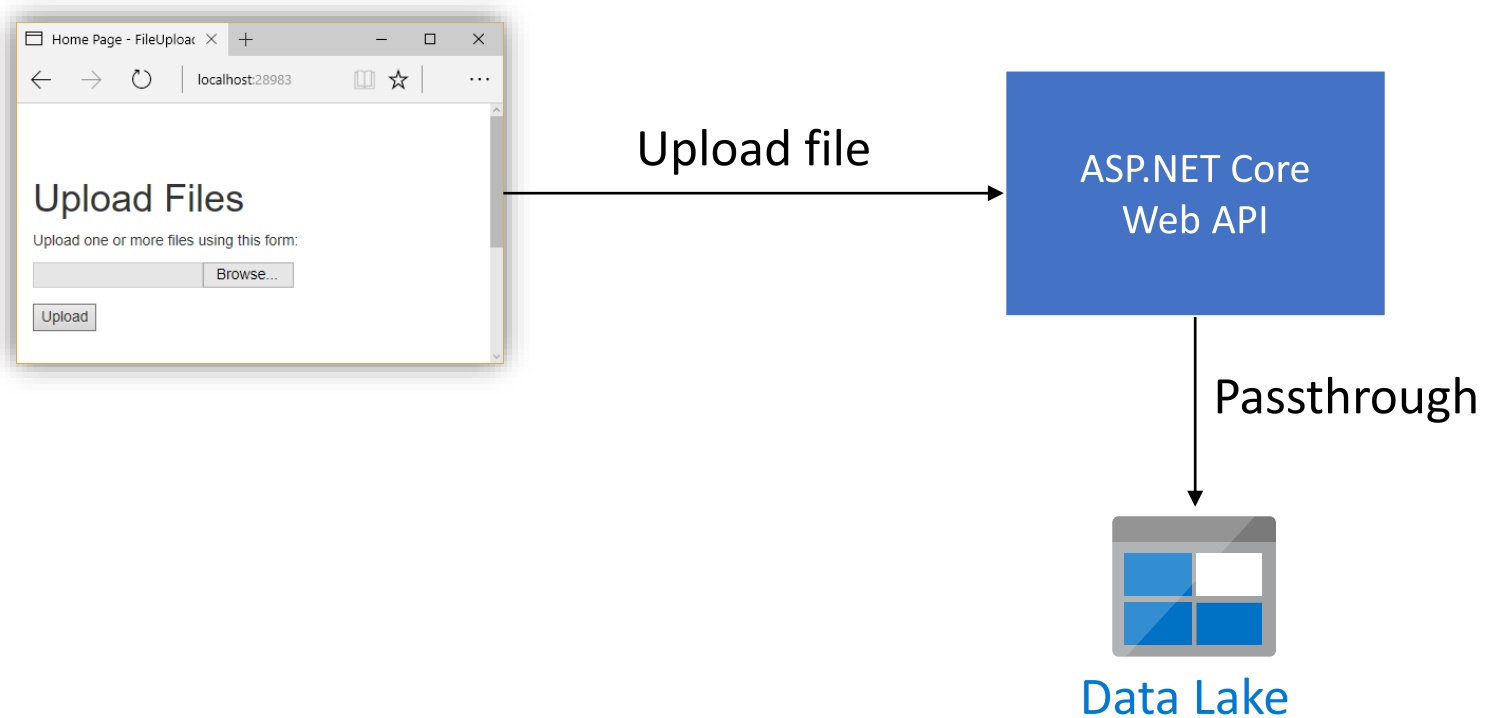 Home Page - FileUploac
localhost:28983
Upload Files
Upload one or more files using this form:
Browse...
Upload
Upload file
ASP.NET Core
Web API
Passthrough
Data Lake